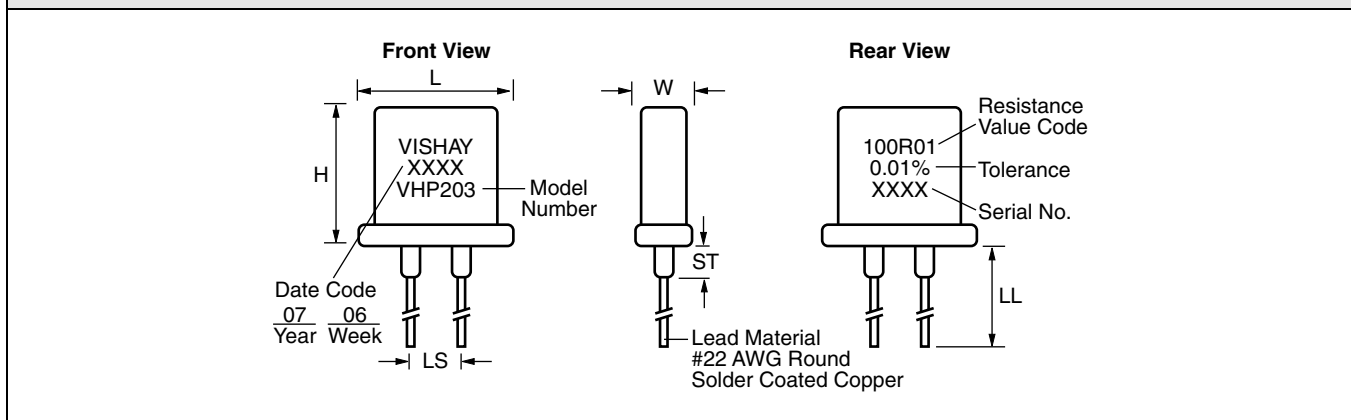 Front View
Rear View
L
W
H
VISHAY
XXXX
VHP203
Model
Number
Date Code
07
Year
06
Week
LS
ST
Lead Material
#22 AWG Round
Solder Coated Copper
100R01
0.01%
XXXX
Resistance
Value Code
Tolerance
Serial No.
LL